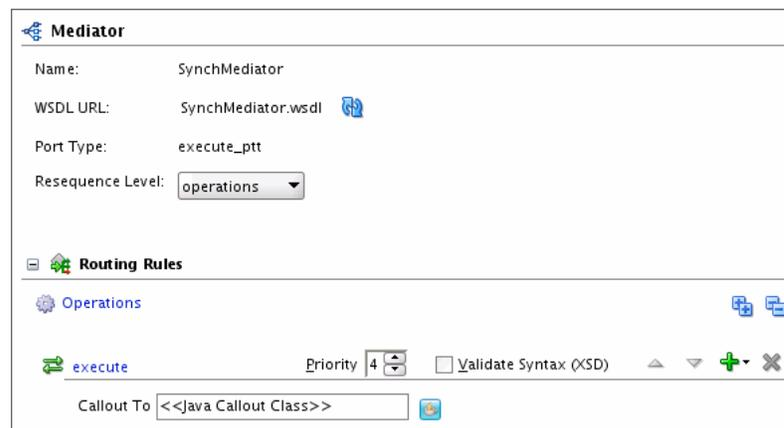 Mediator
Name: SynchMediator
WSDL URL: SynchMediator.wsdl
Port Type: execute_ptt
Resequence Level: operations
Routing Rules
Operations
execute Priority 4 Validate Syntax (XSD)
Callout To <<Java Callout Class>>